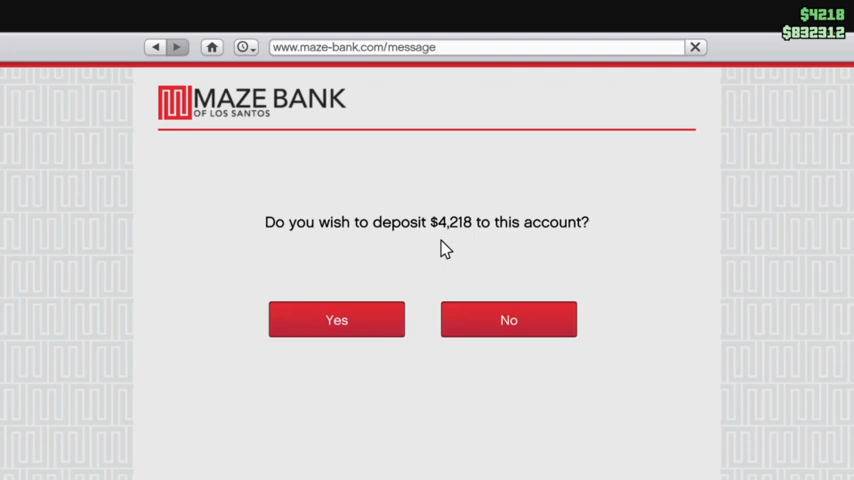 $4218
$832312
www.maze-bank.com/message
MAZE BANK
OF LOS SANTOS
Do you wish to deposit $4,218 to this account?
Yes
No